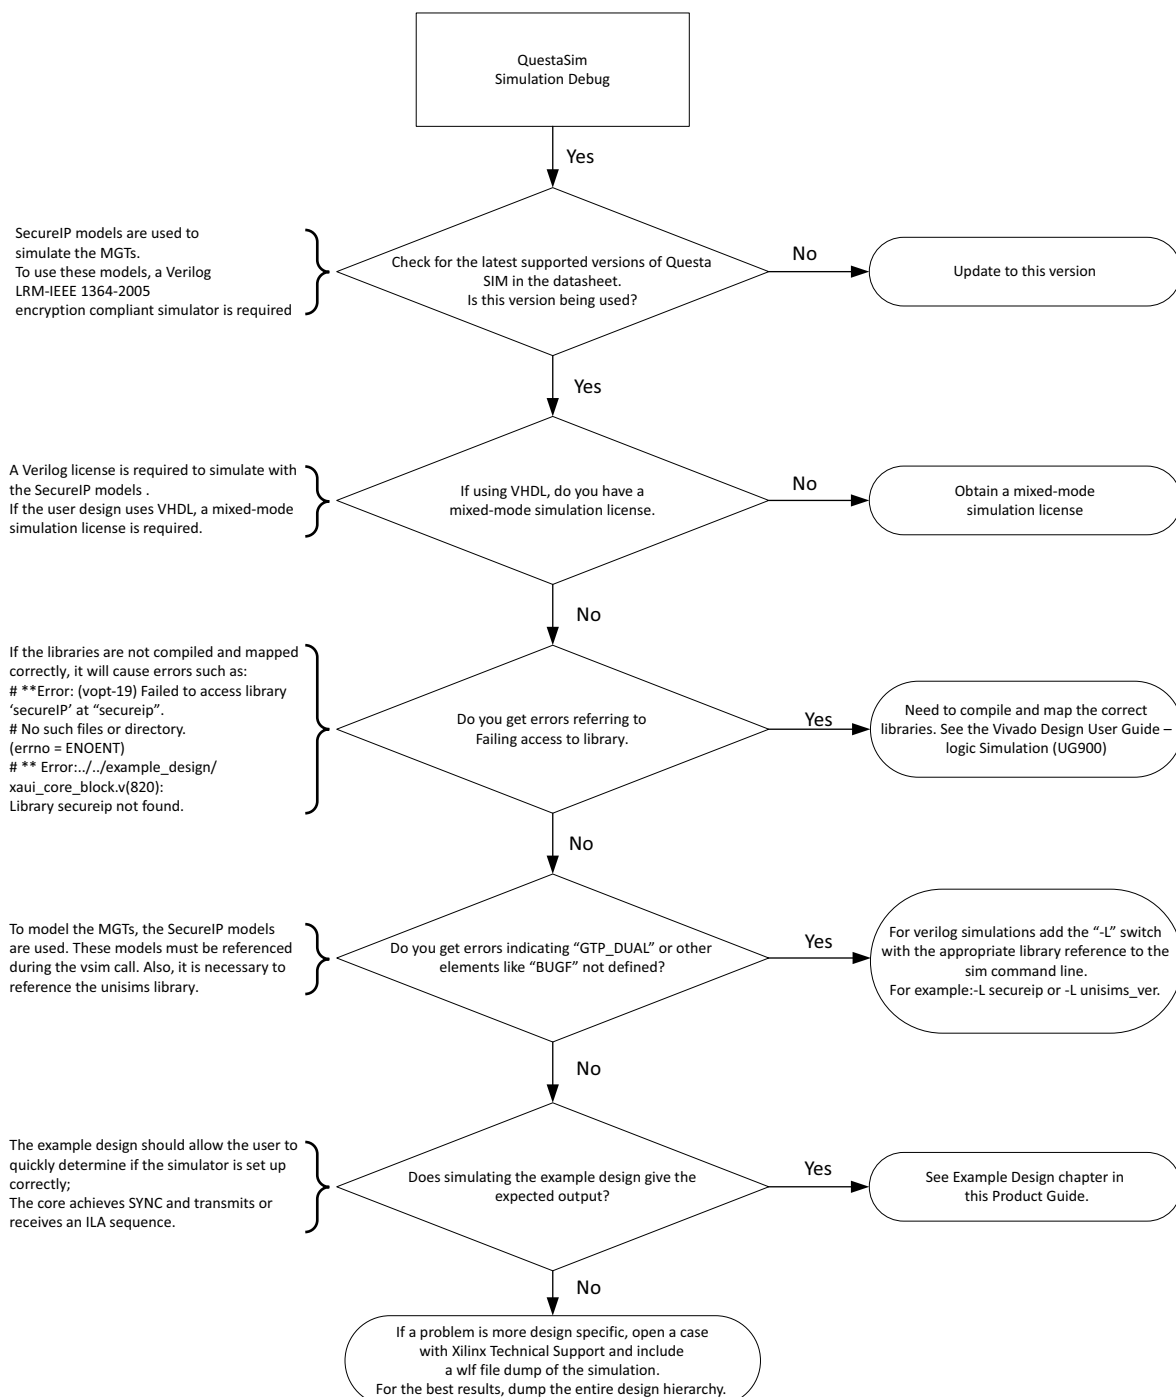 QuestaSim
Simulation Debug
Yes
SecureIP models are used to
simulate the MGTs.
To use these models, a Verilog
LRM-IEEE 1364-2005
encryption compliant simulator is required
Check for the latest supported versions of Questa
SIM in the datasheet.
Is this version being used?
No
Update to this version
Yes
A Verilog license is required to simulate with
the SecureIP models .
If the user design uses VHDL, a mixed-mode
simulation license is required.
If using VHDL, do you have a
mixed-mode simulation license.
No
Obtain a mixed-mode
simulation license
No
If the libraries are not compiled and mapped
correctly, it will cause errors such as:
# **Error: (vopt-19) Failed to access library
‘secureIP’ at “secureip”.
# No such files or directory.
(errno = ENOENT)
# ** Error:../../example_design/
xaui_core_block.v(820):
Library secureip not found.
Do you get errors referring to
Failing access to library.
Yes
Need to compile and map the correct
libraries. See the Vivado Design User Guide –
logic Simulation (UG900)
No
To model the MGTs, the SecureIP models
are used. These models must be referenced
during the vsim call. Also, it is necessary to
reference the unisims library.
Do you get errors indicating “GTP_DUAL” or other
elements like “BUGF” not defined?
Yes
For verilog simulations add the “-L” switch
with the appropriate library reference to the
sim command line.
For example:-L secureip or -L unisims_ver.
No
The example design should allow the user to
quickly determine if the simulator is set up
correctly;
The core achieves SYNC and transmits or
receives an ILA sequence.
Does simulating the example design give the
expected output?
Yes
See Example Design chapter in
this Product Guide.
No
If a problem is more design specific, open a case
with Xilinx Technical Support and include
a wlf file dump of the simulation.
For the best results, dump the entire design hierarchy.